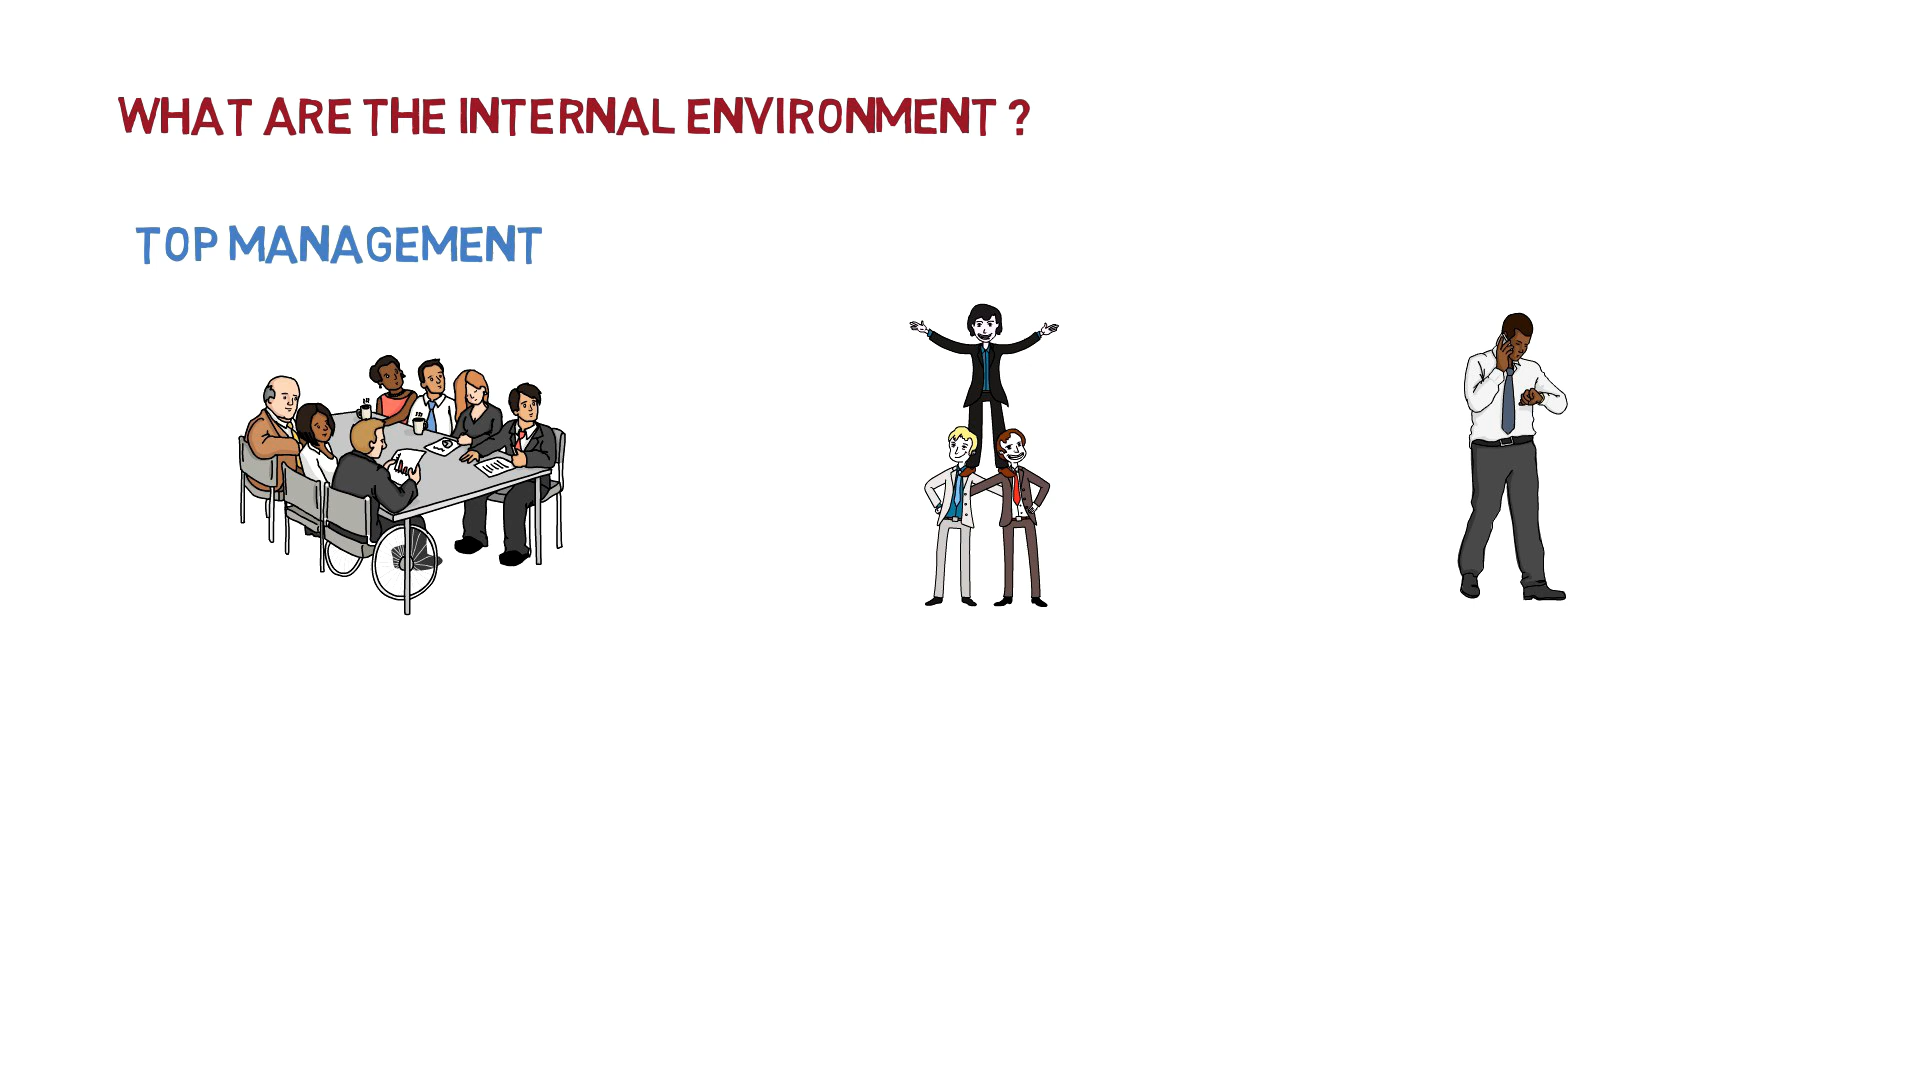 WHAT ARE THE INTERNAL ENVIRONMENT ?
TOP MANAGEMENT